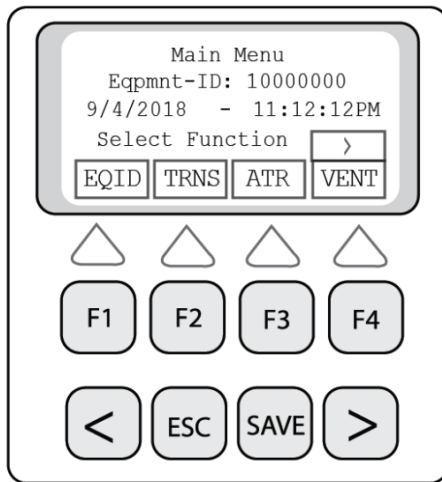 Main Menu
Eqpmnt-ID: 10000000
9/4/2018 - 11:12:12PM
Select Function >
EQID TRNS ATR VENT
F1 F2 F3 F4
< ESC SAVE >